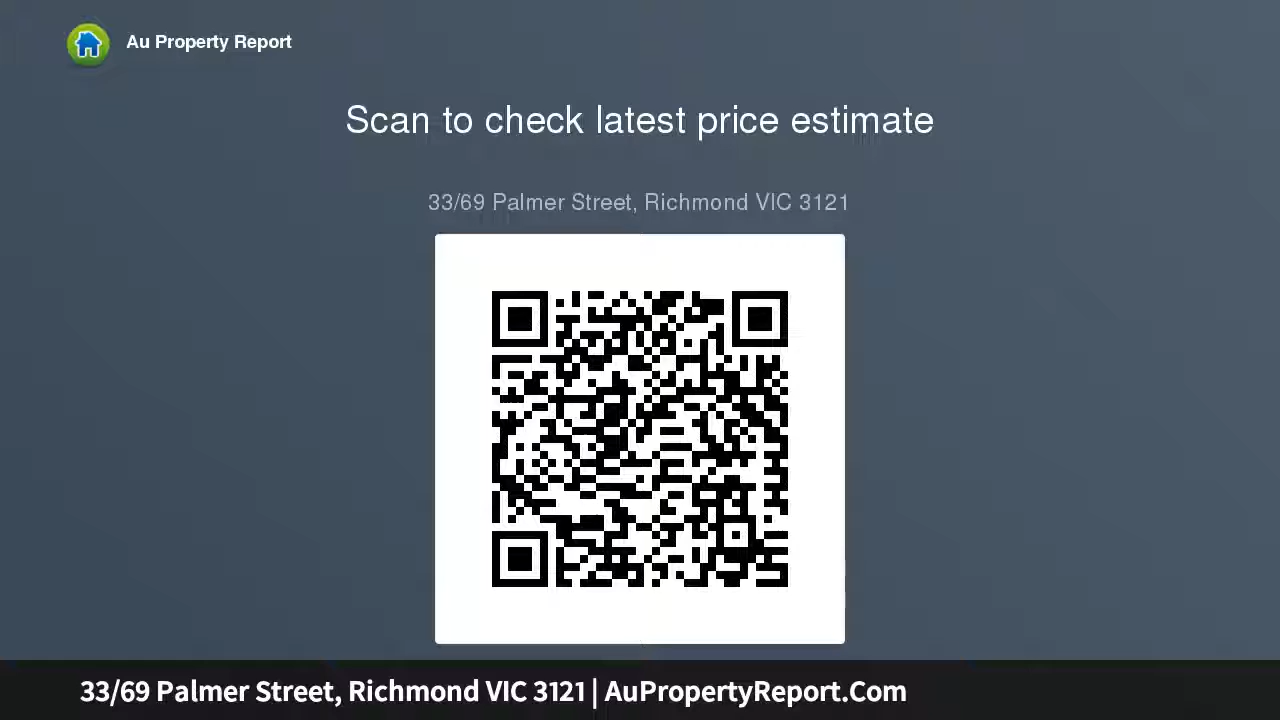 Au Property Report
Scan to check latest price estimate
33/69 Palmer Street, Richmond VIC 3121
33/69 Palmer Street, Richmond VIC 3121 | AuPropertyReport.Com